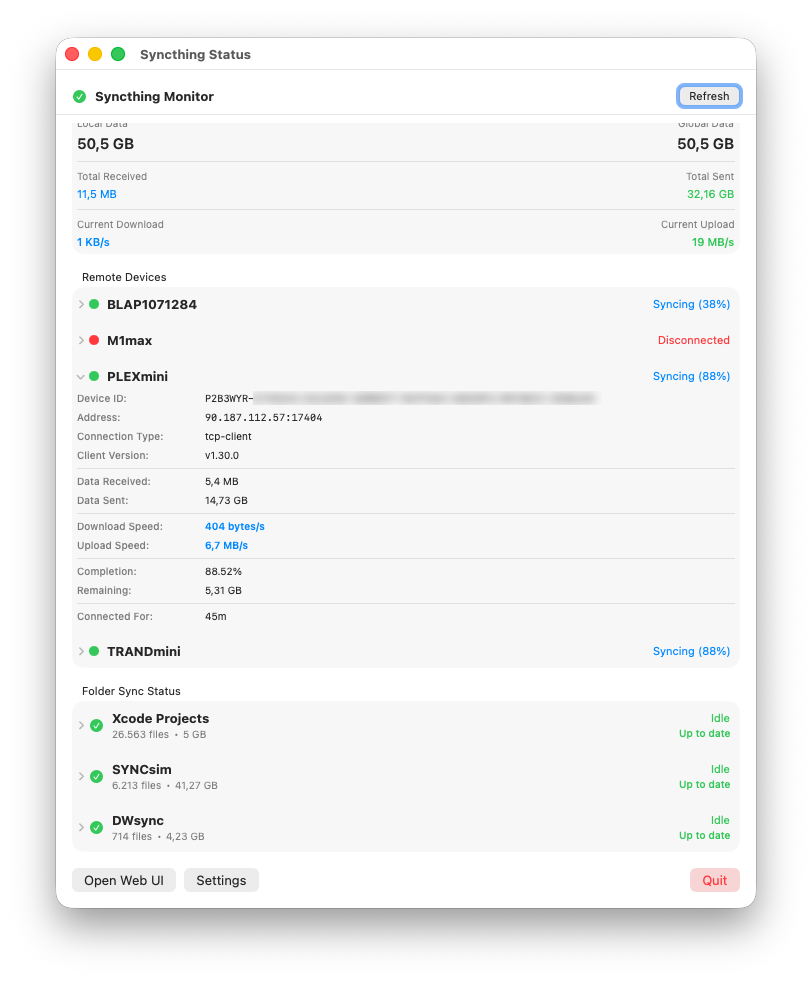 Syncthing Status
Syncthing Monitor
Refresh
Local Data Global Data
50,5 GB 50,5 GB
Total Received Total Sent
11,5 MB 32,16 GB
Current Download Current Upload
1 KB/s 19 MB/s
Remote Devices
BLAP1071284 Syncing (38%)
M1max Disconnected
PLEXmini Syncing (88%)
Device ID: P2B3WYR-
Address: 90.187.112.57:17404
Connection Type: tcp-client
Client Version: v1.30.0
Data Received: 5,4 MB
Data Sent: 14,73 GB
Download Speed: 404 bytes/s
Upload Speed: 6,7 MB/s
Completion: 88.52%
Remaining: 5,31 GB
Connected For: 45m
TRANDmini Syncing (88%)
Folder Sync Status
Xcode Projects Idle
26.563 files • 5 GB Up to date
SYNCsim Idle
6.213 files • 41,27 GB Up to date
DWsync Idle
714 files • 4,23 GB Up to date
Open Web UI Settings Quit